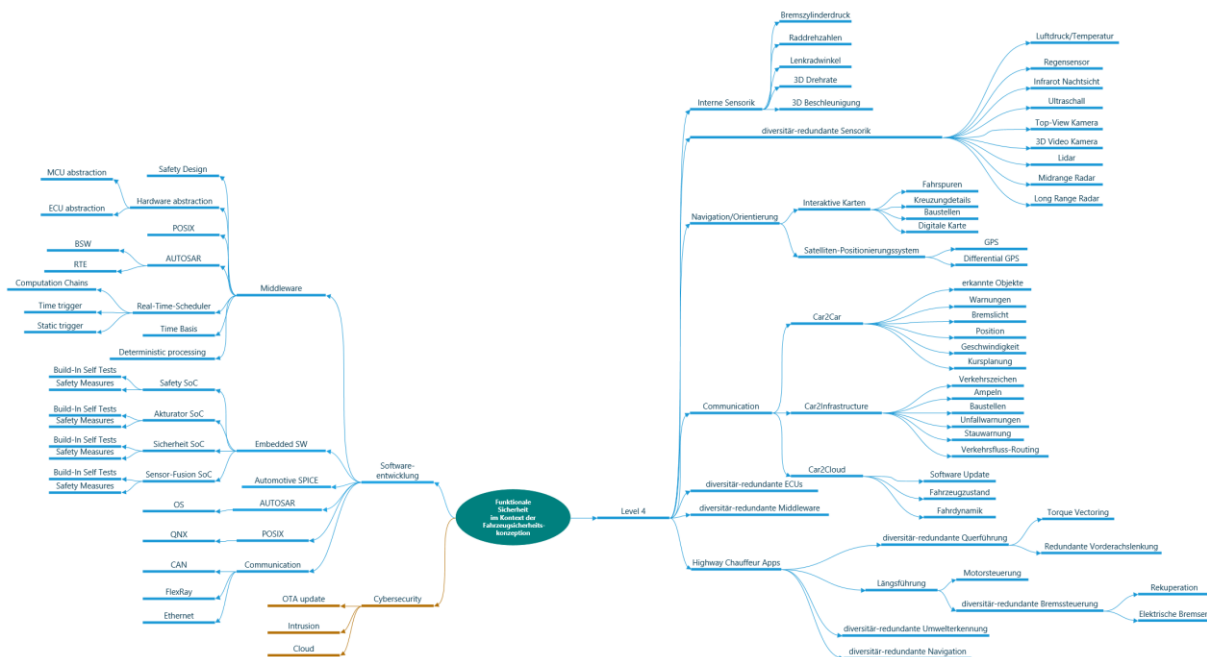 Funktionale
Sicherheit
im Kontext der
Fahrzeugsicherheits-
konzeption
Level 4
Interne Sensorik
Bremszylinderdruck
Raddrehzahlen
Lenkradwinkel
3D Drehrate
3D Beschleunigung
diversitär-redundante Sensorik
Luftdruck/Temperatur
Regensensor
Infrarot Nachtsicht
Ultraschall
Top-View Kamera
3D Video Kamera
Lidar
Midrange Radar
Long Range Radar
Navigation/Orientierung
Interaktive Karten
Fahrspuren
Kreuzungdetails
Baustellen
Digitale Karte
Satelliten-Positionierungssystem
GPS
Differential GPS
Communication
Car2Car
erkannte Objekte
Warnungen
Bremslicht
Position
Geschwindigkeit
Kursplanung
Car2Infrastructure
Verkehrszeichen
Ampeln
Baustellen
Unfallwarnungen
Stauwarnung
Verkehrsfluss-Routing
Car2Cloud
Software Update
Fahrzeugzustand
Fahrdynamik
diversitär-redundante ECUs
diversitär-redundante Middleware
Highway Chauffeur Apps
diversitär-redundante Querführung
Torque Vectoring
Redundante Vorderachslenkung
Längsführung
Motorsteuerung
diversitär-redundante Bremssteuerung
Rekuperation
Elektrische Bremsen
diversitär-redundante Umwelterkennung
diversitär-redundante Navigation
Software-
entwicklung
Middleware
Safety Design
Hardware abstraction
MCU abstraction
ECU abstraction
POSIX
AUTOSAR
BSW
RTE
Real-Time-Scheduler
Computation Chains
Time trigger
Static trigger
Time Basis
Deterministic processing
Embedded SW
Safety SoC
Build-In Self Tests
Safety Measures
Akturator SoC
Build-In Self Tests
Safety Measures
Sicherheit SoC
Build-In Self Tests
Safety Measures
Sensor-Fusion SoC
Build-In Self Tests
Safety Measures
Automotive SPICE
AUTOSAR
OS
POSIX
QNX
Communication
CAN
FlexRay
Ethernet
Cybersecurity
OTA update
Intrusion
Cloud